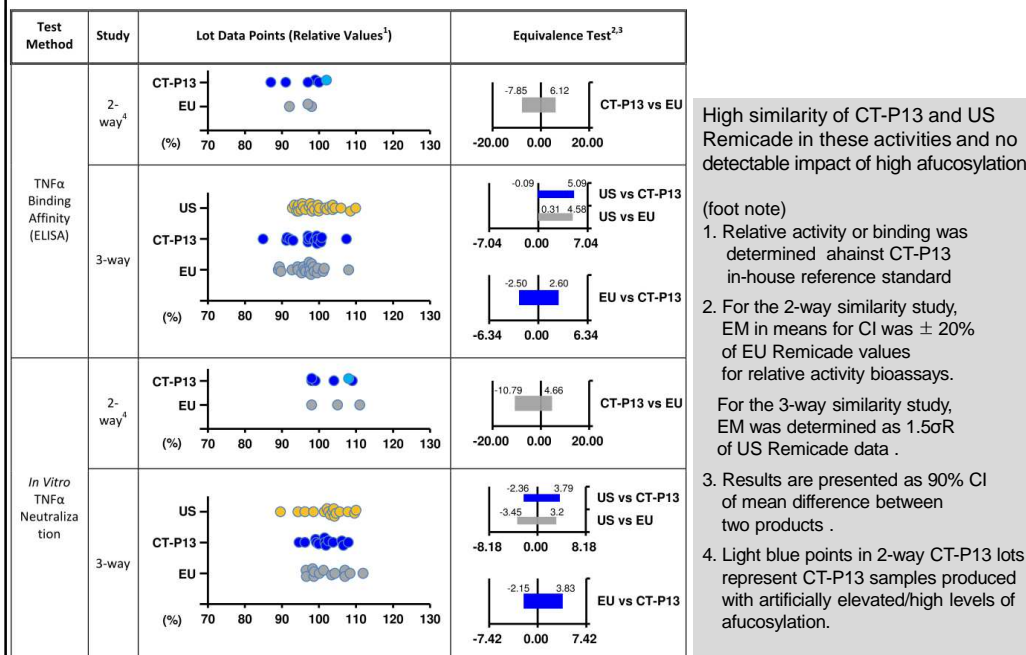 Test Method
Study
Lot Data Points (Relative Values1)
Equivalence Test2,3
TNFα
Binding
Affinity
(ELISA)
2-
way4
CT-P13
EU
(%)
70 80 90 100 110 120 130
-7.85 6.12
CT-P13 vs EU
-20.00 0.00 20.00
3-way
US
CT-P13
EU
(%)
70 80 90 100 110 120 130
-0.09 5.09
US vs CT-P13
0.31 4.58
US vs EU
-7.04 0.00 7.04
-2.50 2.60
EU vs CT-P13
-6.34 0.00 6.34
In Vitro
TNFα
Neutraliza
tion
2-
way4
CT-P13
EU
(%)
70 80 90 100 110 120 130
-10.79 4.66
CT-P13 vs EU
-20.00 0.00 20.00
3-way
US
CT-P13
EU
(%)
70 80 90 100 110 120 130
-2.36 3.79
US vs CT-P13
-3.45 3.2
US vs EU
-8.18 0.00 8.18
-2.15 3.83
EU vs CT-P13
-7.42 0.00 7.42
High similarity of CT-P13 and US
Remicade in these activities and no
detectable impact of high afucosylation
(foot note)
1. Relative activity or binding was
determined ahainst CT-P13
in-house reference standard
2. For the 2-way similarity study,
EM in means for CI was ± 20%
of EU Remicade values
for relative activity bioassays.
For the 3-way similarity study,
EM was determined as 1.5σR
of US Remicade data .
3. Results are presented as 90% CI
of mean difference between
two products .
4. Light blue points in 2-way CT-P13 lots
represent CT-P13 samples produced
with artificially elevated/high levels of
afucosylation.